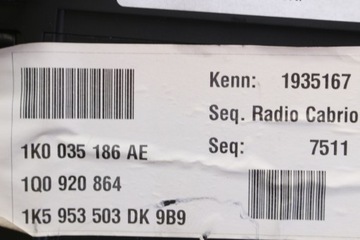 Kenn: 1935167
Seq. Radio Cabrio
1K0 035 186 AE
Seq: 7511
1Q0 920 864
1K5 953 503 DK 9B9